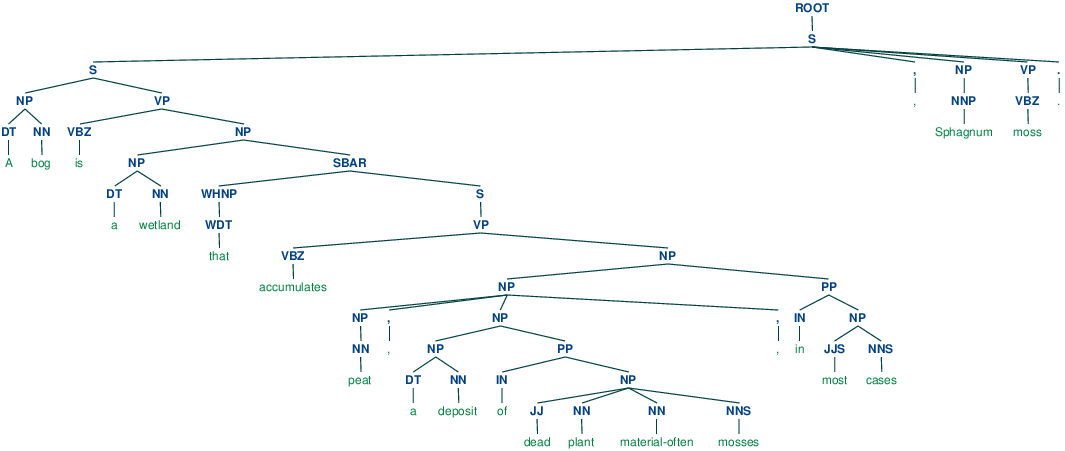 ROOT
S
S , NP VP .
NP VP , NNP VBZ .
DT NN VBZ NP Sphagnum moss
A bog is NP SBAR
DT NN WHNP S
a wetland WDT VP
that VBZ NP
accumulates NP PP
NP , NP , IN NP
NN , NP PP , in JJS NNS
peat DT NN IN NP most cases
a deposit of JJ NN NN NNS
dead plant material-often mosses